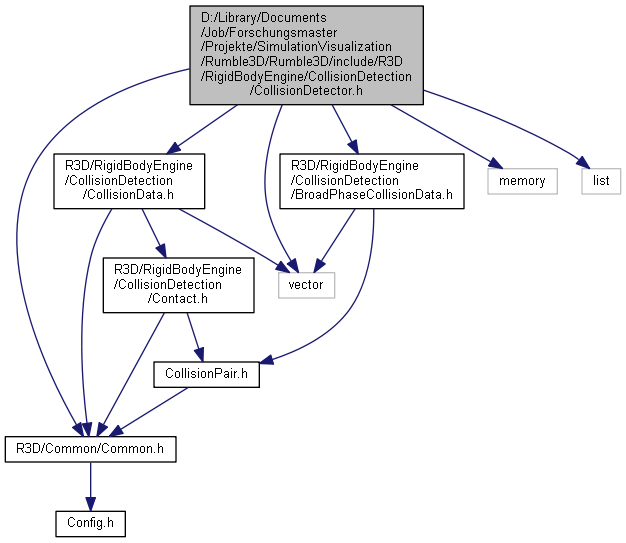 D:/Library/Documents
/Job/Forschungsmaster
/Projekte/SimulationVisualization
/Rumble3D/Rumble3D/include/R3D
/RigidBodyEngine/CollisionDetection
/CollisionDetector.h
R3D/RigidBodyEngine
/CollisionDetection
/CollisionData.h
R3D/RigidBodyEngine
/CollisionDetection
/BroadPhaseCollisionData.h
memory
list
R3D/RigidBodyEngine
/CollisionDetection
/Contact.h
vector
CollisionPair.h
R3D/Common/Common.h
Config.h